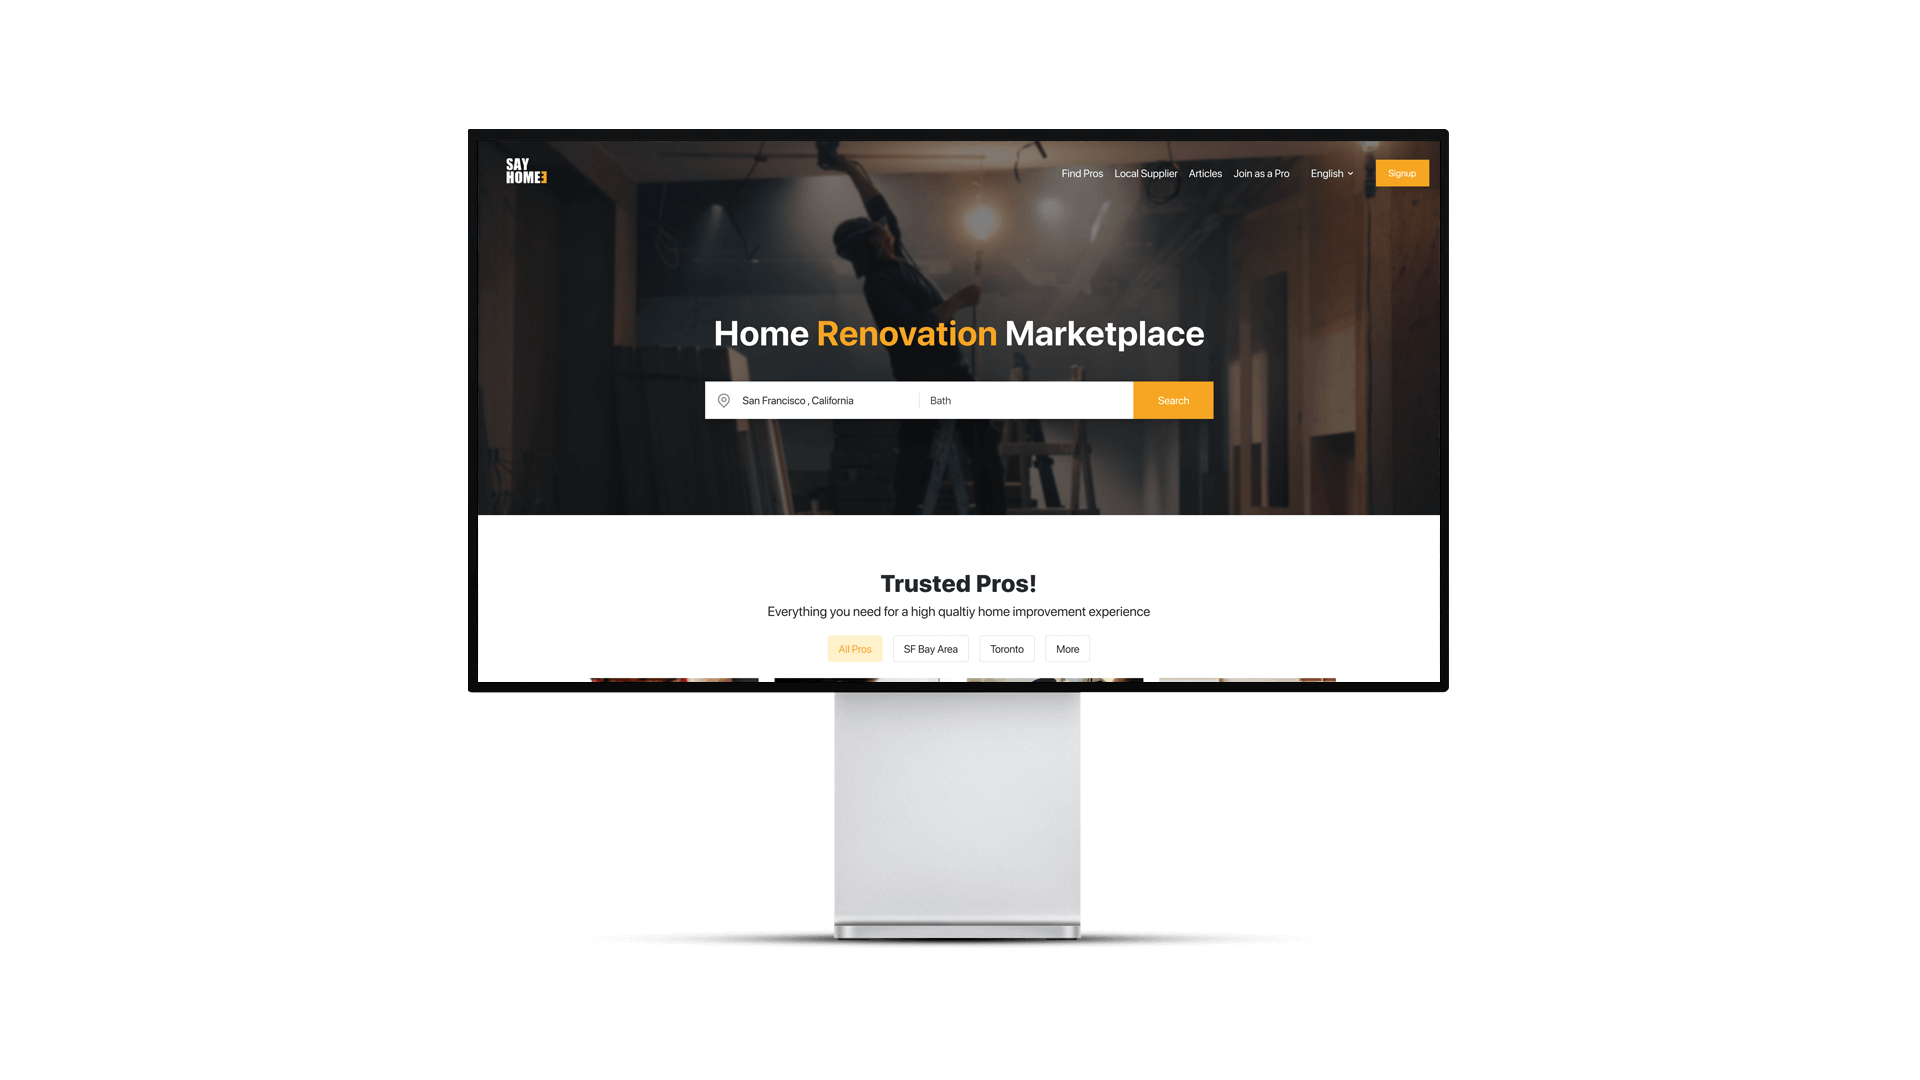 SAY
HOMEE
Find Pros Local Supplier Articles Join as a Pro English Signup
Home Renovation Marketplace
San Francisco , California Bath Search
Trusted Pros!
Everything you need for a high qualtiy home improvement experience
All Pros SF Bay Area Toronto More